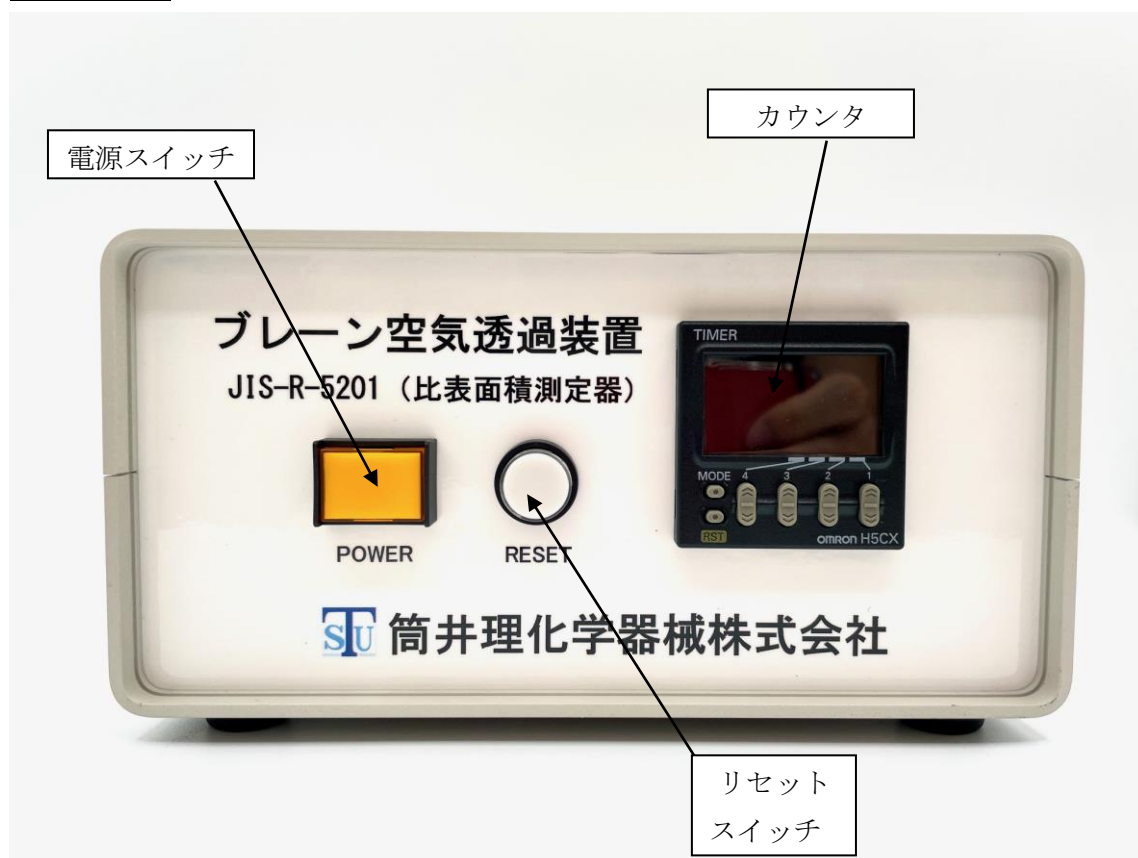 カウンタ
電源スイッチ
ブレーン空気透過装置
JIS-R-5201 (比表面積測定器)
TIMER
MODE 4 3 2 1
RST
OMRON H5CX
POWER
RESET
STU 筒井理化学器械株式会社
リセット
スイッチ